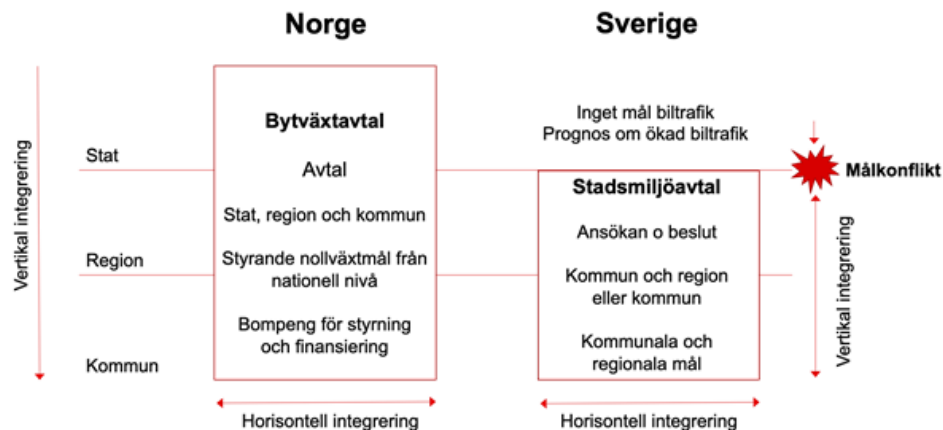 Norge
Sverige
Vertikal integrering
Stat
Region
Kommun
Bytväxtavtal
Avtal
Stat, region och kommun
Styrande nollväxtmål från
nationell nivå
Bompeng för styrning
och finansiering
Horisontell integrering
Inget mål biltrafik
Prognos om ökad biltrafik
Stadsmiljöavtal
Ansökan o beslut
Kommun och region
eller kommun
Kommunala och
regionala mål
Horisontell integrering
Målkonflikt
Vertikal integrering